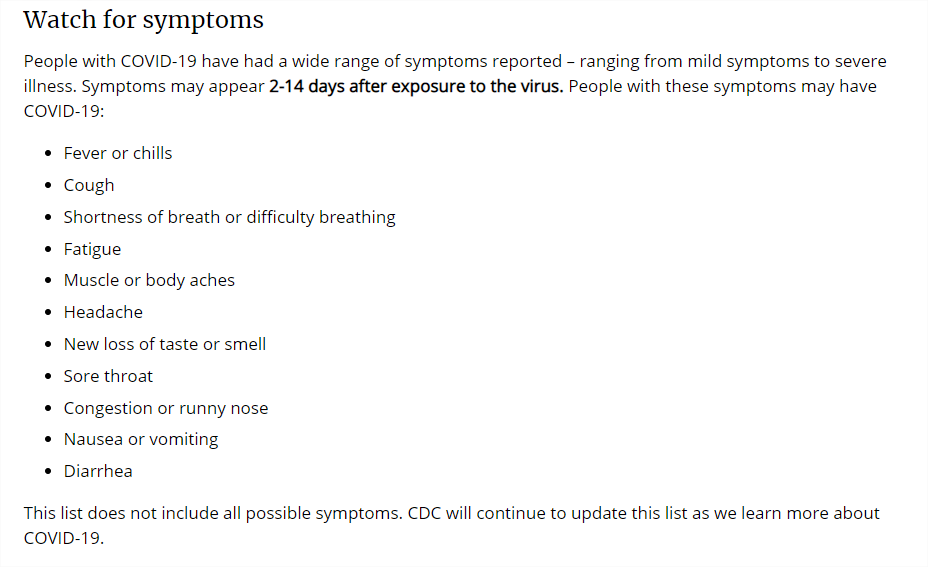 Watch for symptoms
People with COVID-19 have had a wide range of symptoms reported – ranging from mild symptoms to severe
illness. Symptoms may appear 2-14 days after exposure to the virus. People with these symptoms may have
COVID-19:
• Fever or chills
• Cough
• Shortness of breath or difficulty breathing
• Fatigue
• Muscle or body aches
• Headache
• New loss of taste or smell
• Sore throat
• Congestion or runny nose
• Nausea or vomiting
• Diarrhea
This list does not include all possible symptoms. CDC will continue to update this list as we learn more about
COVID-19.